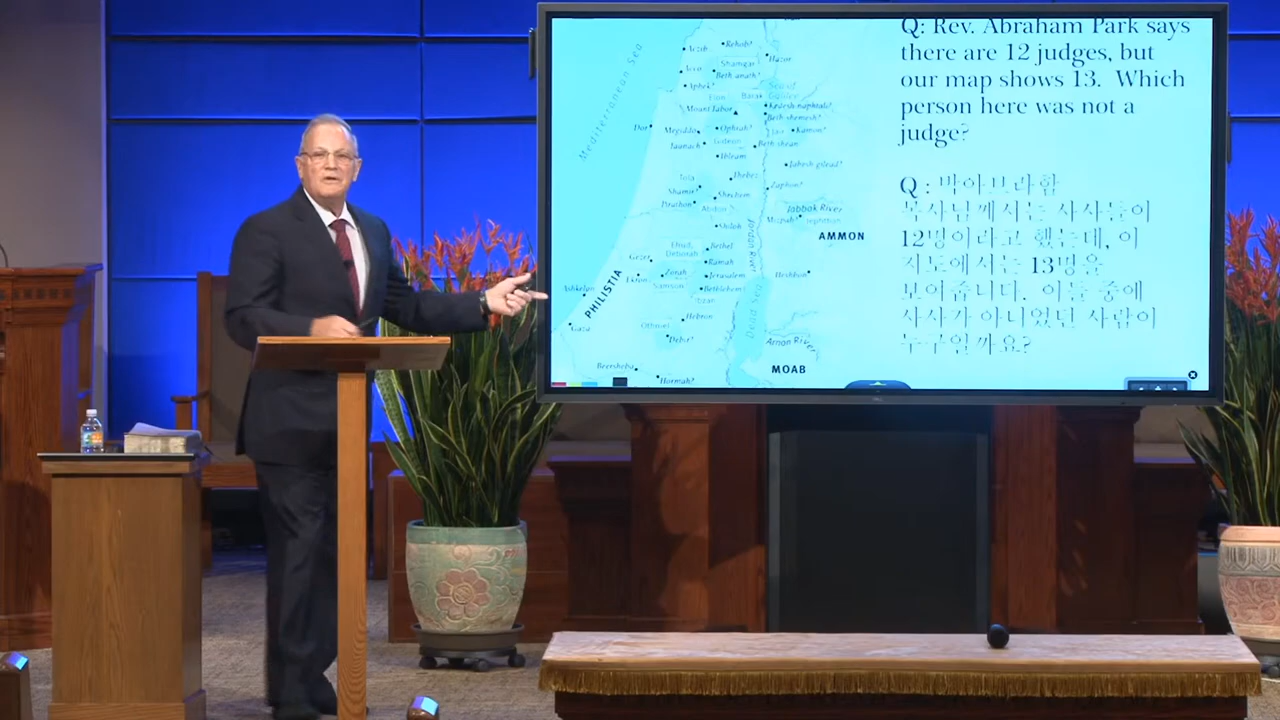 Q: Rev. Abraham Park says
there are 12 judges, but
our map shows 13. Which
person here was not a
judge?
Q : 박아브라함
목사님께서는 사사들이
12명이라고 했는데, 이
지도에서는 13명을
보여줍니다. 이들 중에
사사가 아니었던 사람이
누구일까요?
Mediterranean Sea
Aczib
Rehob?
Hazor
Acco
Shamgar
Beth anath?
Aphek?
Sea of
Galilee
Elon
Barak
Kedesh-naphtali?
Mount Tabor
Beth-shemesh?
Dor
Megiddo
Ophrah?
Jair
Kamon?
Taanach
Gideon
Beth-shean
Ibleam
Jabesh-gilead?
Tola
Thebez
Shamir?
Shechem
Zaphon?
Pirathon
Abdon
Jabbok River
Mizpah?
Jephthah
Shiloh
Jordan River
AMMON
Ehud,
Deborah
Bethel
Gezer
Ramah
Zorah
Jerusalem
Ekron
Samson
Heshbon
Bethlehem
Ibzan
Ashkelon
PHILISTIA
Dead Sea
Hebron
Gaza
Othniel
Debir?
Arnon River
Beersheba
Hormah?
MOAB